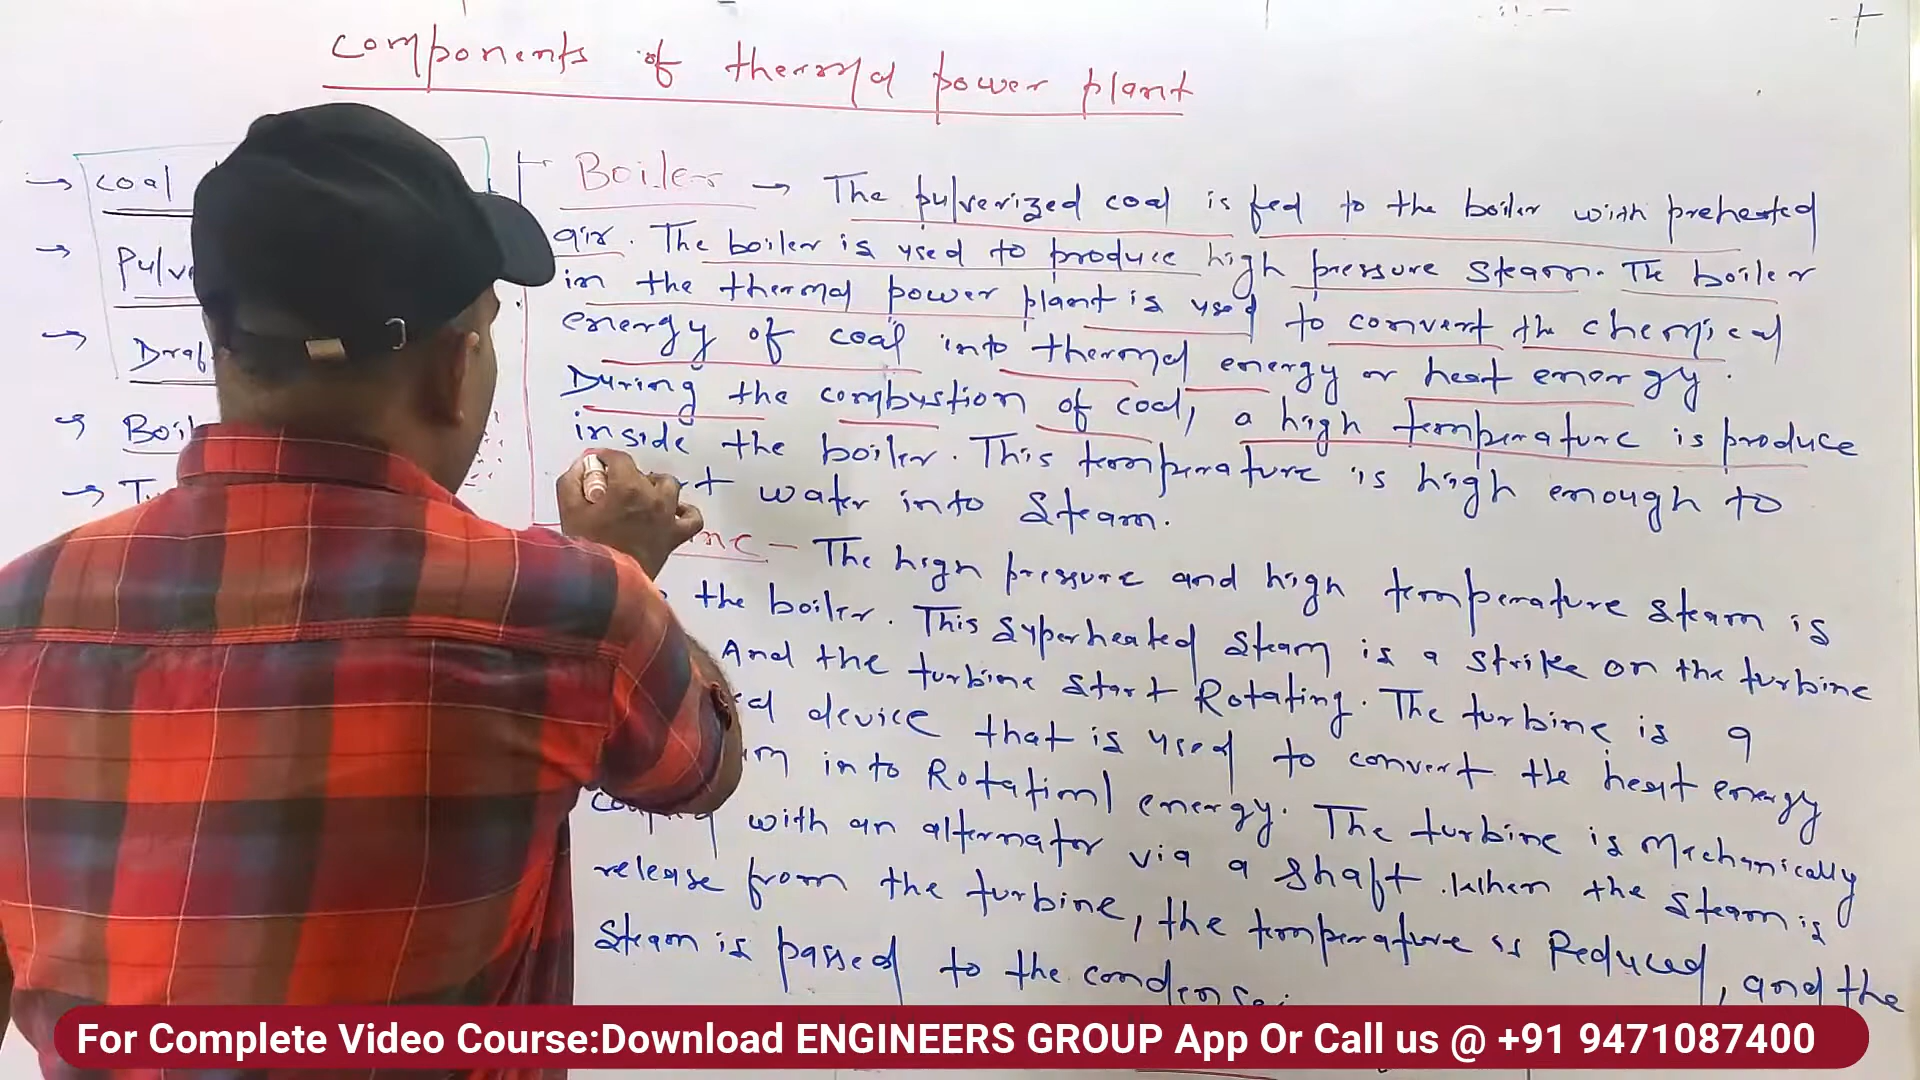 Components of thermal power plant
→ Coal
→ Pulv
→ Draf
→ Boil
→ Tu
Boiler → The pulverized coal is fed to the boiler with preheated
air. The boiler is used to produce high pressure steam. The boiler
in the thermal power plant is used to convert the chemical
energy of coal into thermal energy or heat energy.
During the combustion of coal, a high temperature is produce
inside the boiler. This temperature is high enough to
water into steam.
The high pressure and high temperature steam is
the boiler. This superheated steam is a strike on the turbine
And the turbine start Rotating. The turbine is a
device that is used to convert the heat energy
into Rotational energy. The turbine is Mechanically
with an alternator via a shaft. When the steam is
release from the turbine, the temperature is Reduced, and the
steam is passed to the
For Complete Video Course:Download ENGINEERS GROUP App Or Call us @ +91 9471087400